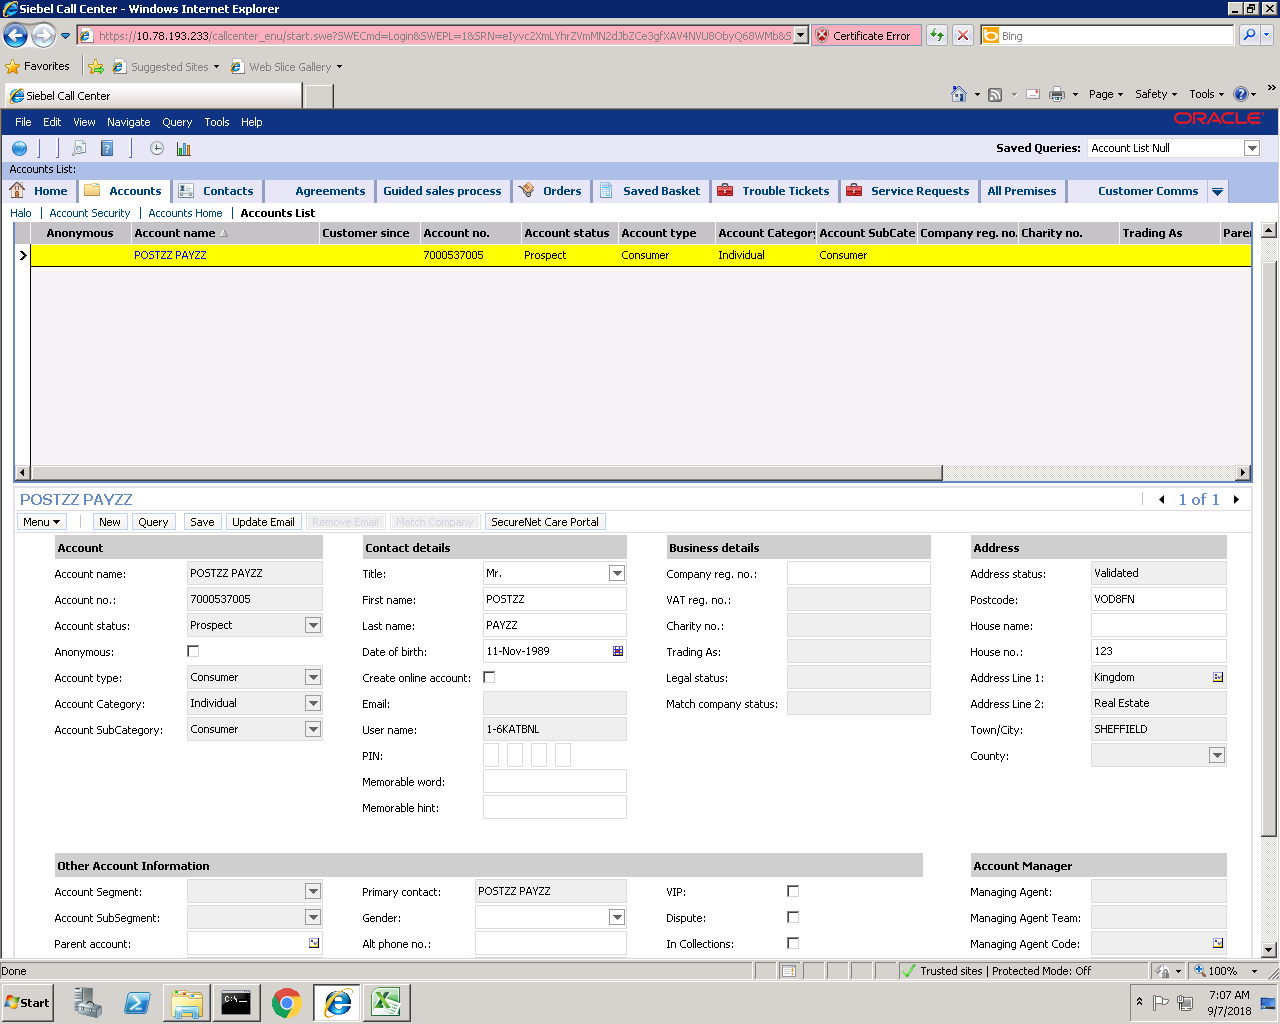 Siebel Call Center - Windows Internet Explorer
https://10.78.193.233/callcenter_enu/start.swe?SWECmd=Login&SWEPL=1&SRN=eIyvc2XmLYhrZVmMN2dJbZCe3gfXAV4NVU8ObyQ68WMb&S
Certificate Error
Bing
Favorites
Suggested Sites
Web Slice Gallery
Siebel Call Center
Page
Safety
Tools
File Edit View Navigate Query Tools Help
ORACLE
Saved Queries:
Account List Null
Accounts List:
Home
Accounts
Contacts
Agreements
Guided sales process
Orders
Saved Basket
Trouble Tickets
Service Requests
All Premises
Customer Comms
Halo | Account Security | Accounts Home | Accounts List
Anonymous Account name Customer since Account no. Account status Account type Account Category Account SubCate Company reg. no. Charity no. Trading As Parer
POSTZZ PAYZZ 7000537005 Prospect Consumer Individual Consumer
POSTZZ PAYZZ
1 of 1
Menu New Query Save Update Email Remove Email Match Company SecureNet Care Portal
Account
Account name: POSTZZ PAYZZ
Account no.: 7000537005
Account status: Prospect
Anonymous:
Account type: Consumer
Account Category: Individual
Account SubCategory: Consumer
Contact details
Title: Mr.
First name: POSTZZ
Last name: PAYZZ
Date of birth: 11-Nov-1989
Create online account:
Email:
User name: 1-6KATBNL
PIN:
Memorable word:
Memorable hint:
Business details
Company reg. no.:
VAT reg. no.:
Charity no.:
Trading As:
Legal status:
Match company status:
Address
Address status: Validated
Postcode: VOD8FN
House name:
House no.: 123
Address Line 1: Kingdom
Address Line 2: Real Estate
Town/City: SHEFFIELD
County:
Other Account Information
Account Segment:
Account SubSegment:
Parent account:
Primary contact: POSTZZ PAYZZ
Gender:
Alt phone no.:
VIP:
Dispute:
In Collections:
Account Manager
Managing Agent:
Managing Agent Team:
Managing Agent Code:
Done
Trusted sites | Protected Mode: Off
100%
Start
7:07 AM
9/7/2018